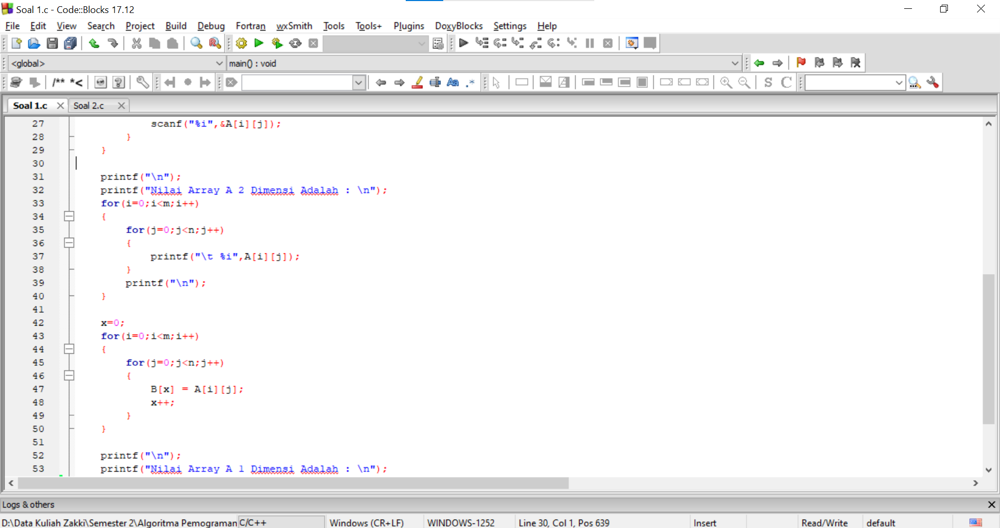 Soal 1.c - Code::Blocks 17.12
File Edit View Search Project Build Debug Fortran wxSmith Tools Tools+ Plugins DoxyBlocks Settings Help
<global> main() : void
/** *<
Aa .*
S C
Soal 1.c Soal 2.c
27 scanf("%i",&A[i][j]);
28 }
29 }
30
31 printf("\n");
32 printf("Nilai Array A 2 Dimensi Adalah : \n");
33 for(i=0;i<m;i++)
34 {
35 for(j=0;j<n;j++)
36 {
37 printf("\t %i",A[i][j]);
38 }
39 printf("\n");
40 }
41
42 x=0;
43 for(i=0;i<m;i++)
44 {
45 for(j=0;j<n;j++)
46 {
47 B[x] = A[i][j];
48 x++;
49 }
50 }
51
52 printf("\n");
53 printf("Nilai Array A 1 Dimensi Adalah : \n");
Logs & others
D:\Data Kuliah Zakki\Semester 2\Algoritma Pemograman C/C++ Windows (CR+LF) WINDOWS-1252 Line 30, Col 1, Pos 639 Insert Read/Write default